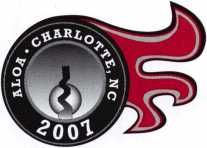 ALOA • CHARLOTTE, NC
2007